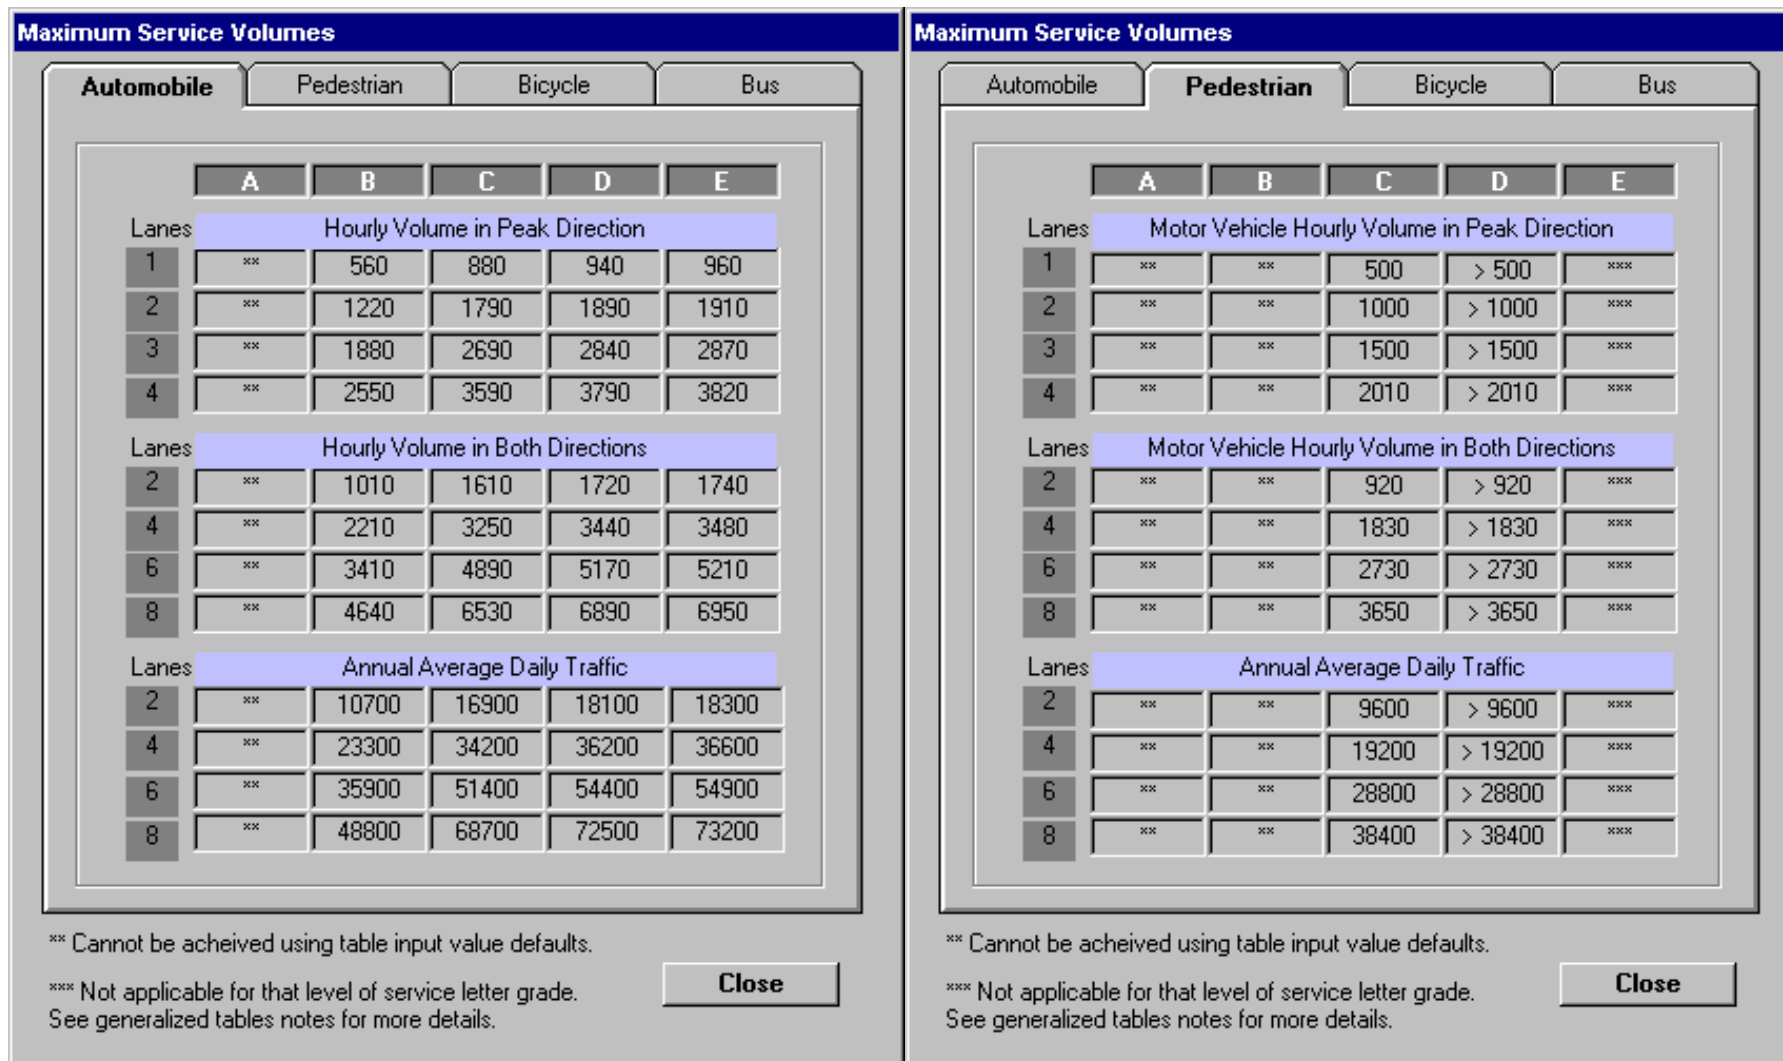 Maximum Service Volumes
Automobile Pedestrian Bicycle Bus
A B C D E
Lanes Hourly Volume in Peak Direction
1 ** 560 880 940 960
2 ** 1220 1790 1890 1910
3 ** 1880 2690 2840 2870
4 ** 2550 3590 3790 3820
Lanes Hourly Volume in Both Directions
2 ** 1010 1610 1720 1740
4 ** 2210 3250 3440 3480
6 ** 3410 4890 5170 5210
8 ** 4640 6530 6890 6950
Lanes Annual Average Daily Traffic
2 ** 10700 16900 18100 18300
4 ** 23300 34200 36200 36600
6 ** 35900 51400 54400 54900
8 ** 48800 68700 72500 73200
** Cannot be acheived using table input value defaults.
*** Not applicable for that level of service letter grade.
See generalized tables notes for more details.
Close
Maximum Service Volumes
Automobile Pedestrian Bicycle Bus
A B C D E
Lanes Motor Vehicle Hourly Volume in Peak Direction
1 ** ** 500 > 500 ***
2 ** ** 1000 > 1000 ***
3 ** ** 1500 > 1500 ***
4 ** ** 2010 > 2010 ***
Lanes Motor Vehicle Hourly Volume in Both Directions
2 ** ** 920 > 920 ***
4 ** ** 1830 > 1830 ***
6 ** ** 2730 > 2730 ***
8 ** ** 3650 > 3650 ***
Lanes Annual Average Daily Traffic
2 ** ** 9600 > 9600 ***
4 ** ** 19200 > 19200 ***
6 ** ** 28800 > 28800 ***
8 ** ** 38400 > 38400 ***
** Cannot be acheived using table input value defaults.
*** Not applicable for that level of service letter grade.
See generalized tables notes for more details.
Close